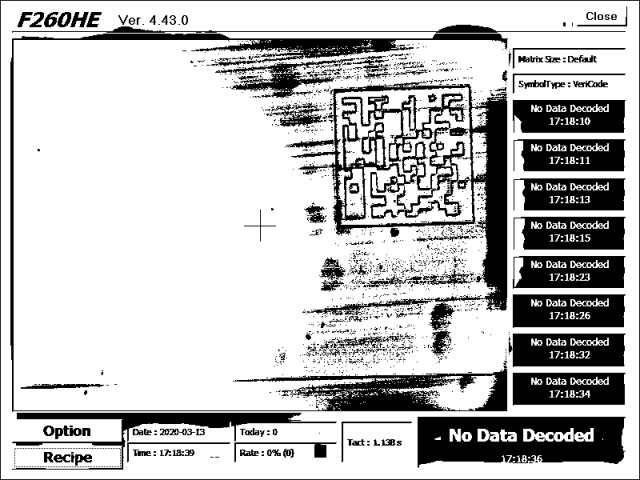 F260HE Ver. 4.43.0
Close
Matrix Size : Default
SymbolType : VeriCode
No Data Decoded
17:18:10
No Data Decoded
17:18:11
No Data Decoded
17:18:13
No Data Decoded
17:18:15
No Data Decoded
17:18:23
No Data Decoded
17:18:26
No Data Decoded
17:18:32
No Data Decoded
17:18:34
Option
Recipe
Date : 2020-03-13
Time : 17:18:39
Today : 0
Rate : 0% (0)
Tact : 1.138 s
No Data Decoded
17:18:36